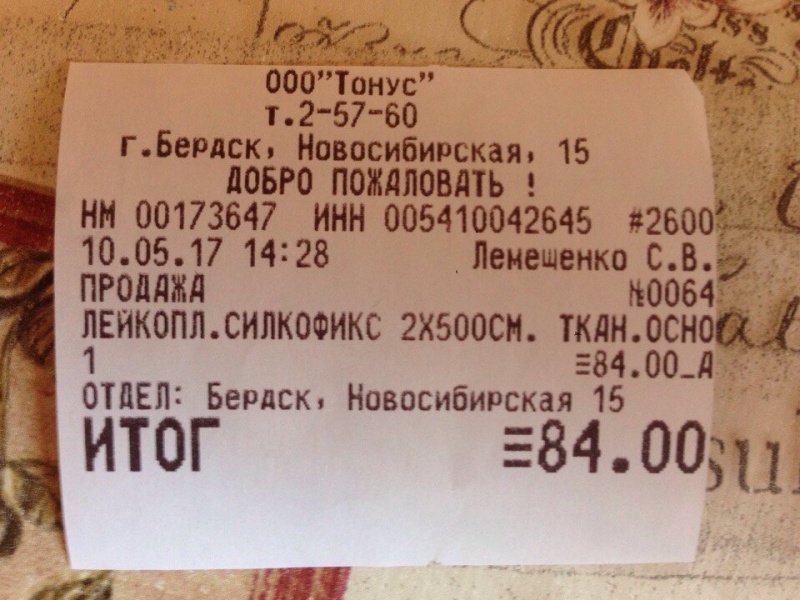 ООО"Тонус"
т.2-57-60
г.Бердск, Новосибирская, 15
ДОБРО ПОЖАЛОВАТЬ !
НМ 00173647 ИНН 005410042645 #2600
10.05.17 14:28 Лемешенко С.В.
ПРОДАЖА №0064
ЛЕЙКОПЛ.СИЛКОФИКС 2Х500СМ. ТКАН.ОСНО
1 ≡84.00_А
ОТДЕЛ: Бердск, Новосибирская 15
ИТОГ ≡84.00